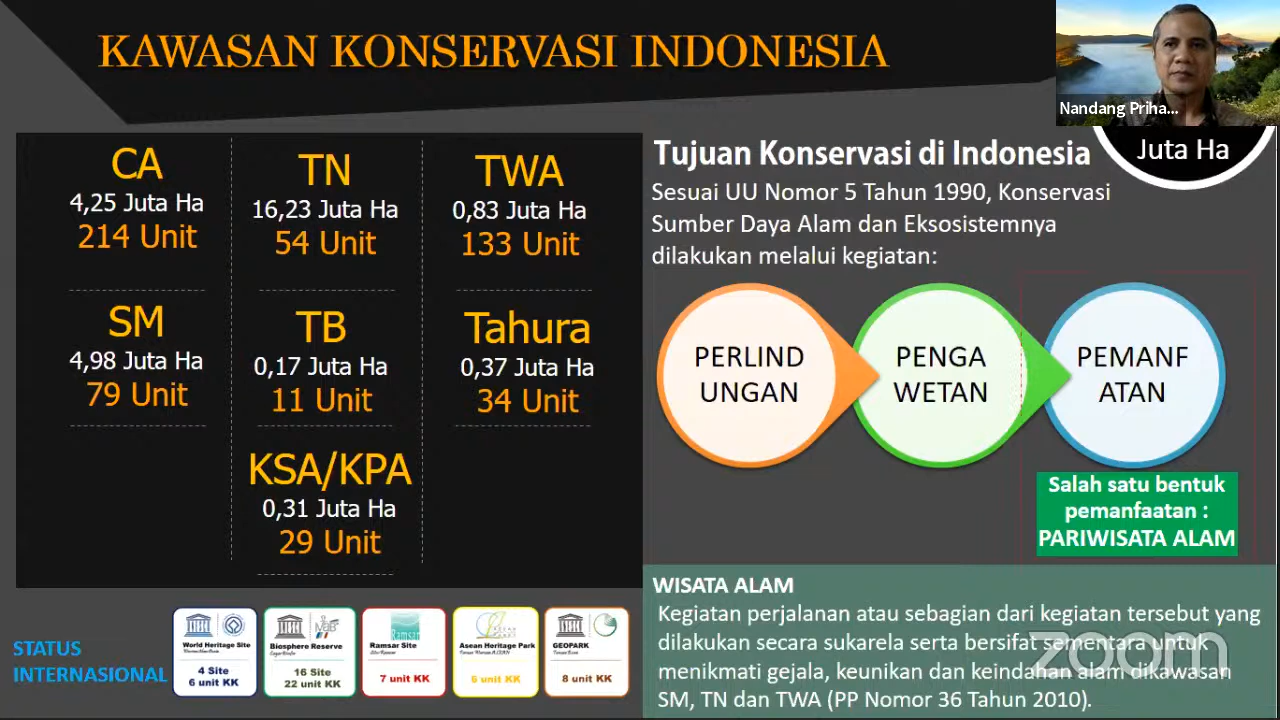 KAWASAN KONSERVASI INDONESIA
Nandang Priha...
Juta Ha
CA
4,25 Juta Ha
214 Unit
TN
16,23 Juta Ha
54 Unit
TWA
0,83 Juta Ha
133 Unit
SM
4,98 Juta Ha
79 Unit
TB
0,17 Juta Ha
11 Unit
Tahura
0,37 Juta Ha
34 Unit
KSA/KPA
0,31 Juta Ha
29 Unit
Tujuan Konservasi di Indonesia
Sesuai UU Nomor 5 Tahun 1990, Konservasi
Sumber Daya Alam dan Eksosistemnya
dilakukan melalui kegiatan:
PERLIND
UNGAN
PENGA
WETAN
PEMANF
ATAN
Salah satu bentuk
pemanfaatan :
PARIWISATA ALAM
WISATA ALAM
Kegiatan perjalanan atau sebagian dari kegiatan tersebut yang
dilakukan secara sukarela serta bersifat sementara untuk
menikmati gejala, keunikan dan keindahan alam dikawasan
SM, TN dan TWA (PP Nomor 36 Tahun 2010).
zoom
STATUS
INTERNASIONAL
World Heritage Site
4 Site
6 unit KK
Biosphere Reserve
16 Site
22 unit KK
Ramsar
Ramsar Site
7 unit KK
Asean Heritage Park
6 unit KK
GEOPARK
8 unit KK